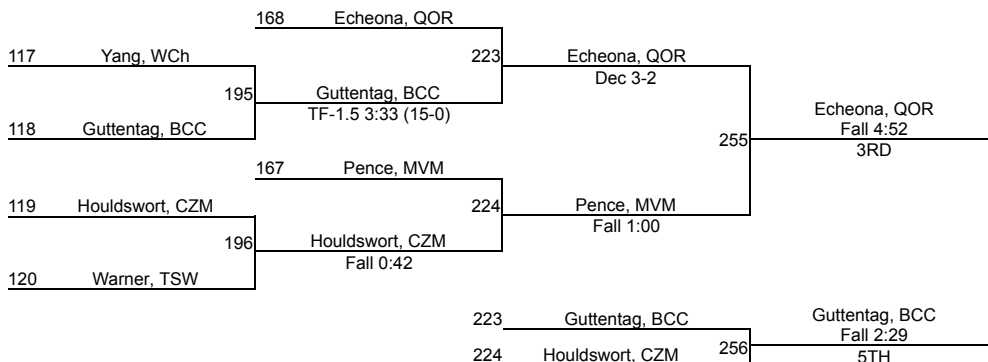 168 Echeona, QOR
117 Yang, WCh
223 Echeona, QOR
Dec 3-2
195 Guttentag, BCC
TF-1.5 3:33 (15-0)
118 Guttentag, BCC
Echeona, QOR
Fall 4:52
255
3RD
167 Pence, MVM
119 Houldswort, CZM
224 Pence, MVM
Fall 1:00
196 Houldswort, CZM
Fall 0:42
120 Warner, TSW
223 Guttentag, BCC
Guttentag, BCC
Fall 2:29
224 Houldswort, CZM
256
5TH